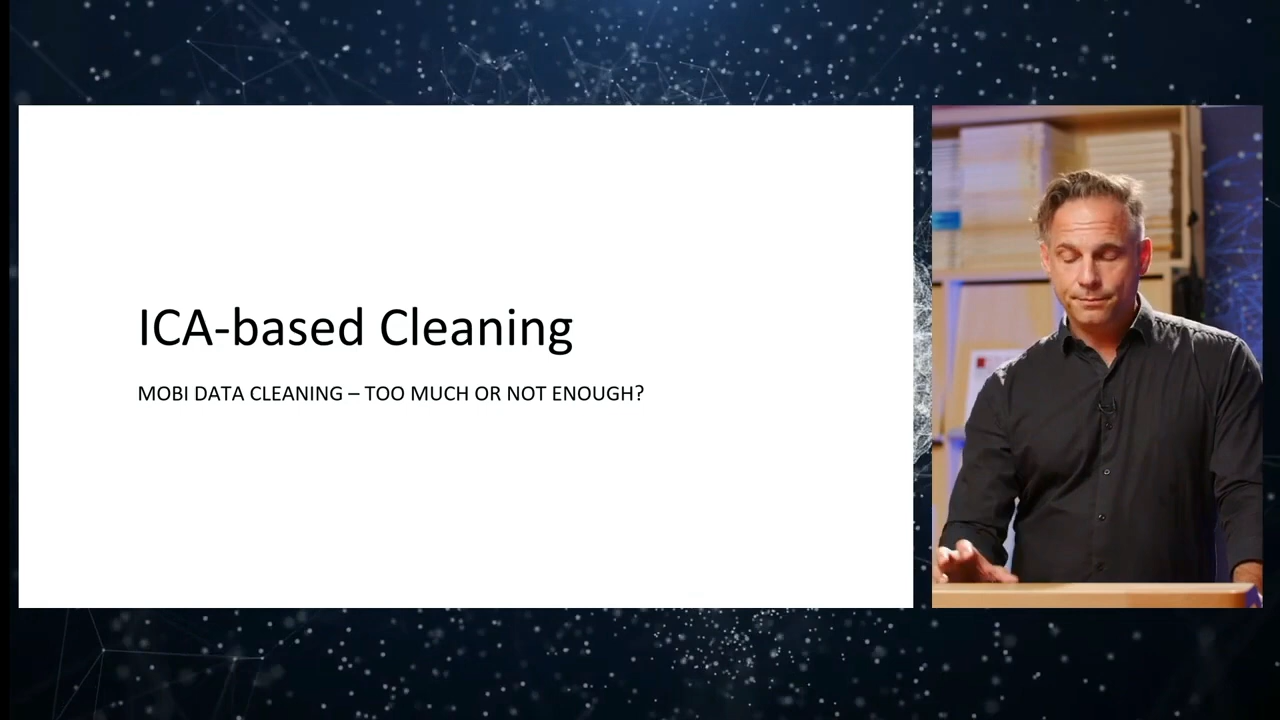 ICA-based Cleaning
MOBI DATA CLEANING – TOO MUCH OR NOT ENOUGH?